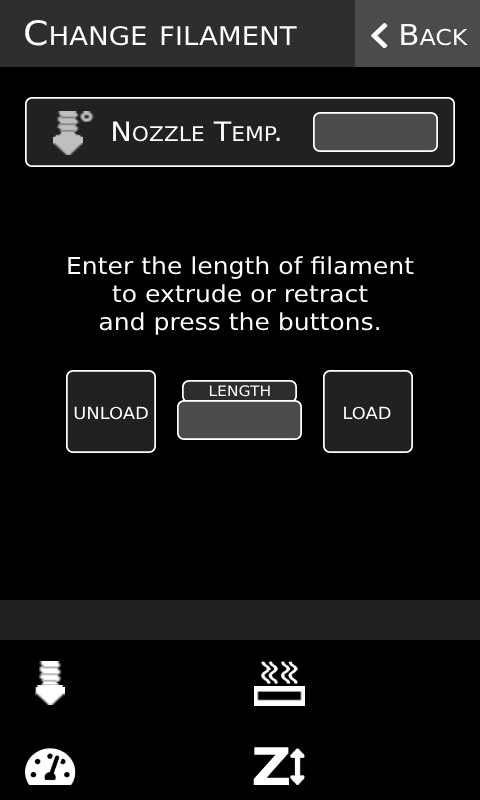 Change filament
Back
Nozzle Temp.
Enter the length of filament
to extrude or retract
and press the buttons.
UNLOAD
LENGTH
LOAD
Z